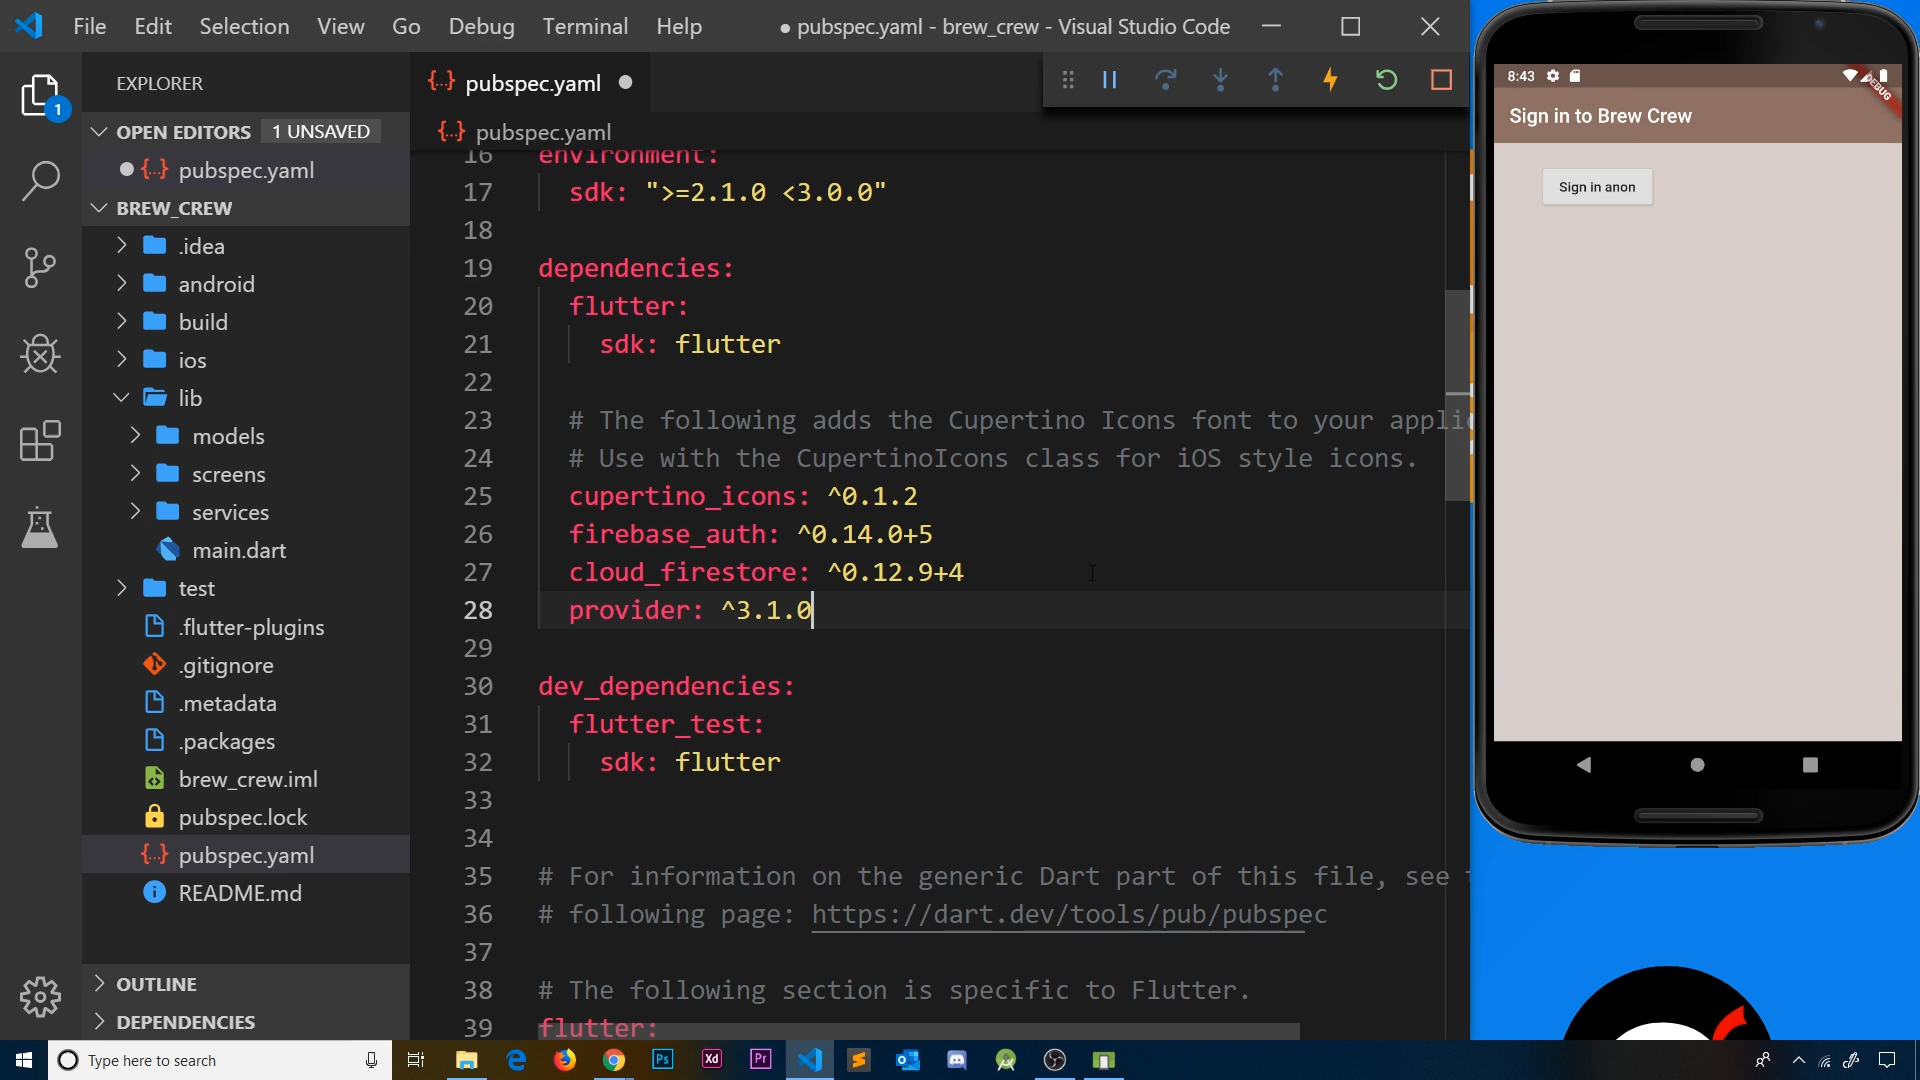 File Edit Selection View Go Debug Terminal Help
● pubspec.yaml - brew_crew - Visual Studio Code
EXPLORER
OPEN EDITORS 1 UNSAVED
pubspec.yaml
BREW_CREW
.idea
android
build
ios
lib
models
screens
services
main.dart
test
.flutter-plugins
.gitignore
.metadata
.packages
brew_crew.iml
pubspec.lock
pubspec.yaml
README.md
OUTLINE
DEPENDENCIES
1
pubspec.yaml
pubspec.yaml
16 environment:
17 sdk: ">=2.1.0 <3.0.0"
18
19 dependencies:
20 flutter:
21 sdk: flutter
22
23 # The following adds the Cupertino Icons font to your applic
24 # Use with the CupertinoIcons class for iOS style icons.
25 cupertino_icons: ^0.1.2
26 firebase_auth: ^0.14.0+5
27 cloud_firestore: ^0.12.9+4
28 provider: ^3.1.0
29
30 dev_dependencies:
31 flutter_test:
32 sdk: flutter
33
34
35 # For information on the generic Dart part of this file, see
36 # following page: https://dart.dev/tools/pub/pubspec
37
38 # The following section is specific to Flutter.
39 flutter:
8:43
DEBUG
Sign in to Brew Crew
Sign in anon
Type here to search
Ps
Xd
Pr